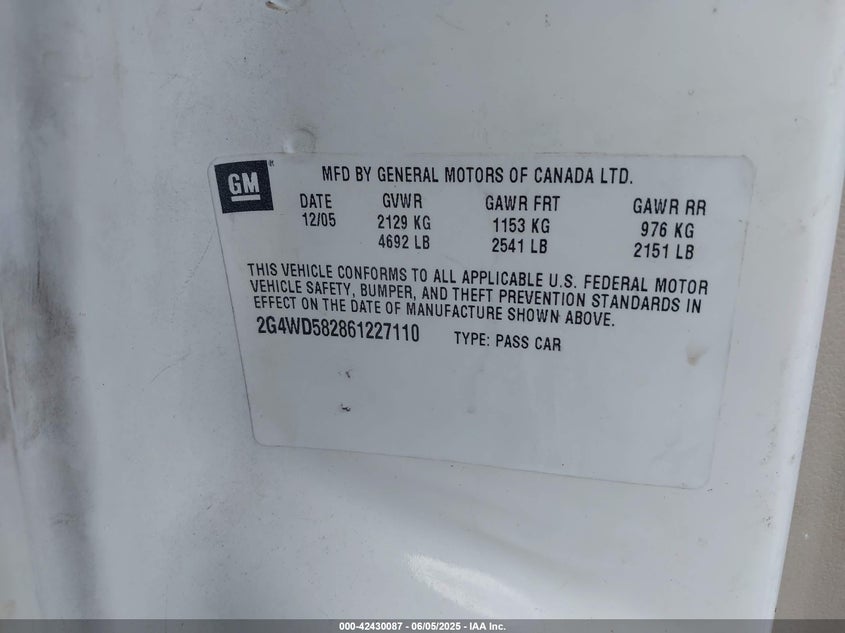 GM
MFD BY GENERAL MOTORS OF CANADA LTD.
DATE GVWR GAWR FRT GAWR RR
12/05 2129 KG 1153 KG 976 KG
4692 LB 2541 LB 2151 LB
THIS VEHICLE CONFORMS TO ALL APPLICABLE U.S. FEDERAL MOTOR
VEHICLE SAFETY, BUMPER, AND THEFT PREVENTION STANDARDS IN
EFFECT ON THE DATE OF MANUFACTURE SHOWN ABOVE.
2G4WD582861227110 TYPE: PASS CAR
000-42430087 - 06/05/2025 - IAA Inc.